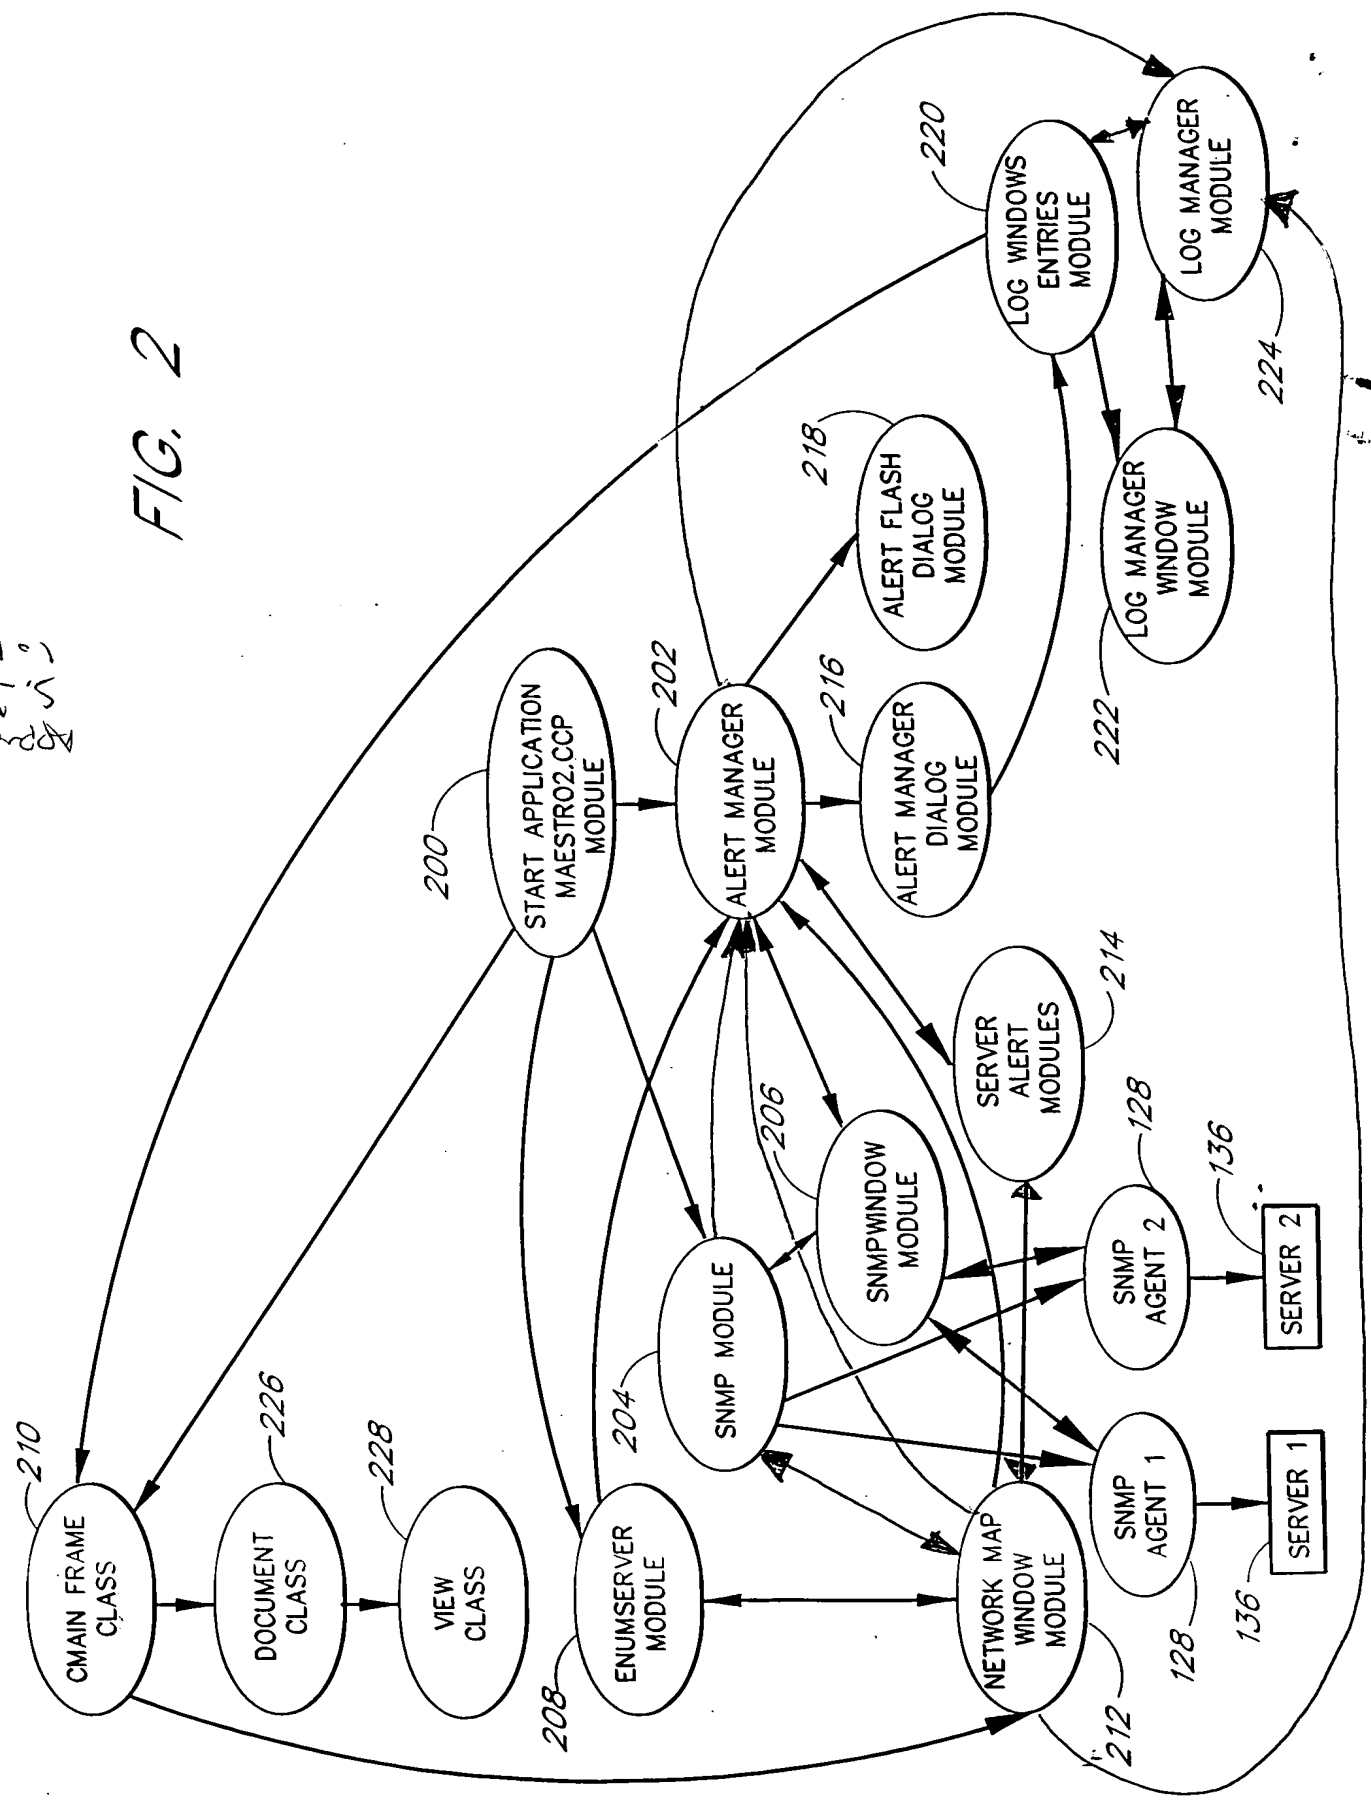 FIG. 2
210
CMAIN FRAME
CLASS
226
DOCUMENT
CLASS
228
VIEW
CLASS
208
ENUMSERVER
MODULE
200
START APPLICATION
MAESTRO2.CCP
MODULE
202
ALERT MANAGER
MODULE
204
SNMP MODULE
206
SNMPWINDOW
MODULE
212
NETWORK MAP
WINDOW
MODULE
214
SERVER
ALERT
MODULES
216
ALERT MANAGER
DIALOG
MODULE
218
ALERT FLASH
DIALOG
MODULE
220
LOG WINDOWS
ENTRIES
MODULE
222
LOG MANAGER
WINDOW
MODULE
224
LOG MANAGER
MODULE
128
SNMP
AGENT 1
128
SNMP
AGENT 2
136
SERVER 1
136
SERVER 2